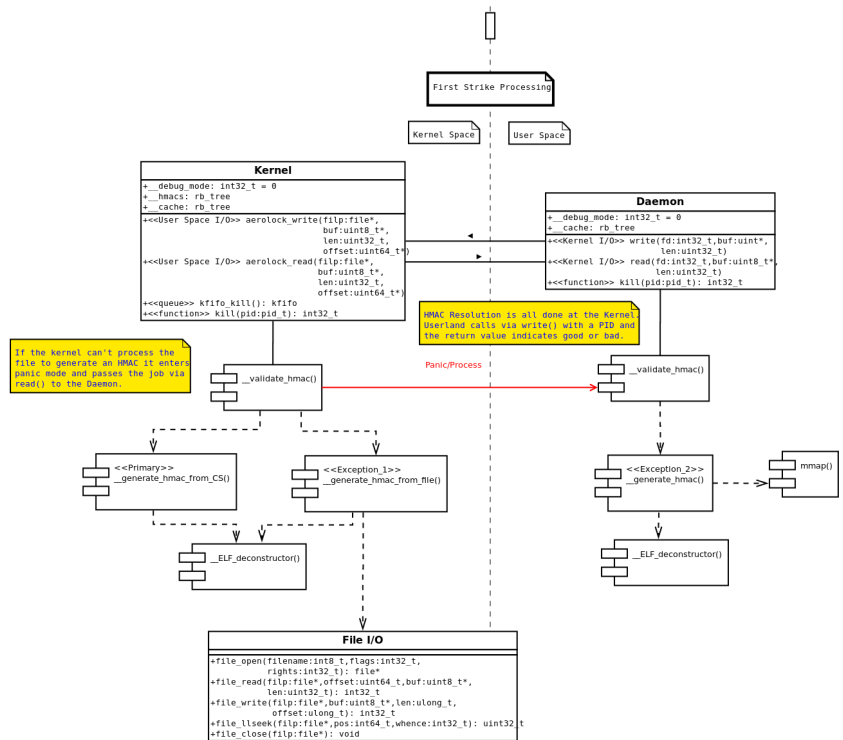 First Strike Processing
Kernel Space
User Space
Kernel
+__debug_mode: int32_t = 0
+__hmacs: rb_tree
+__cache: rb_tree
+<<User Space I/O>> aerolock_write(filp:file*,
buf:uint8_t*,
len:uint32_t,
offset:uint64_t*)
+<<User Space I/O>> aerolock_read(filp:file*,
buf:uint8_t*,
len:uint32_t,
offset:uint64_t*)
+<<queue>> kfifo_kill(): kfifo
+<<function>> kill(pid:pid_t): int32_t
Daemon
+__debug_mode: int32_t = 0
+__cache: rb_tree
+<<Kernel I/O>> write(fd:int32_t,buf:uint*,
len:uint32_t)
+<<Kernel I/O>> read(fd:int32_t,buf:uint8_t*,
len:uint32_t)
+<<function>> kill(pid:pid_t): int32_t
HMAC Resolution is all done at the Kernel.
Userland calls via write() with a PID and
the return value indicates good or bad.
If the kernel can't process the
file to generate an HMAC it enters
panic mode and passes the job via
read() to the Daemon.
__validate_hmac()
Panic/Process
__validate_hmac()
<<Primary>>
__generate_hmac_from_CS()
<<Exception_1>>
__generate_hmac_from_file()
<<Exception_2>>
__generate_hmac()
mmap()
__ELF_deconstructor()
__ELF_deconstructor()
File I/O
+file_open(filename:int8_t,flags:int32_t,
rights:int32_t): file*
+file_read(filp:file*,offset:uint64_t,buf:uint8_t*,
len:uint32_t): int32_t
+file_write(filp:file*,buf:uint8_t*,len:ulong_t,
offset:ulong_t): int32_t
+file_llseek(filp:file*,pos:int64_t,whence:int32_t): uint32_t
+file_close(filp:file*): void